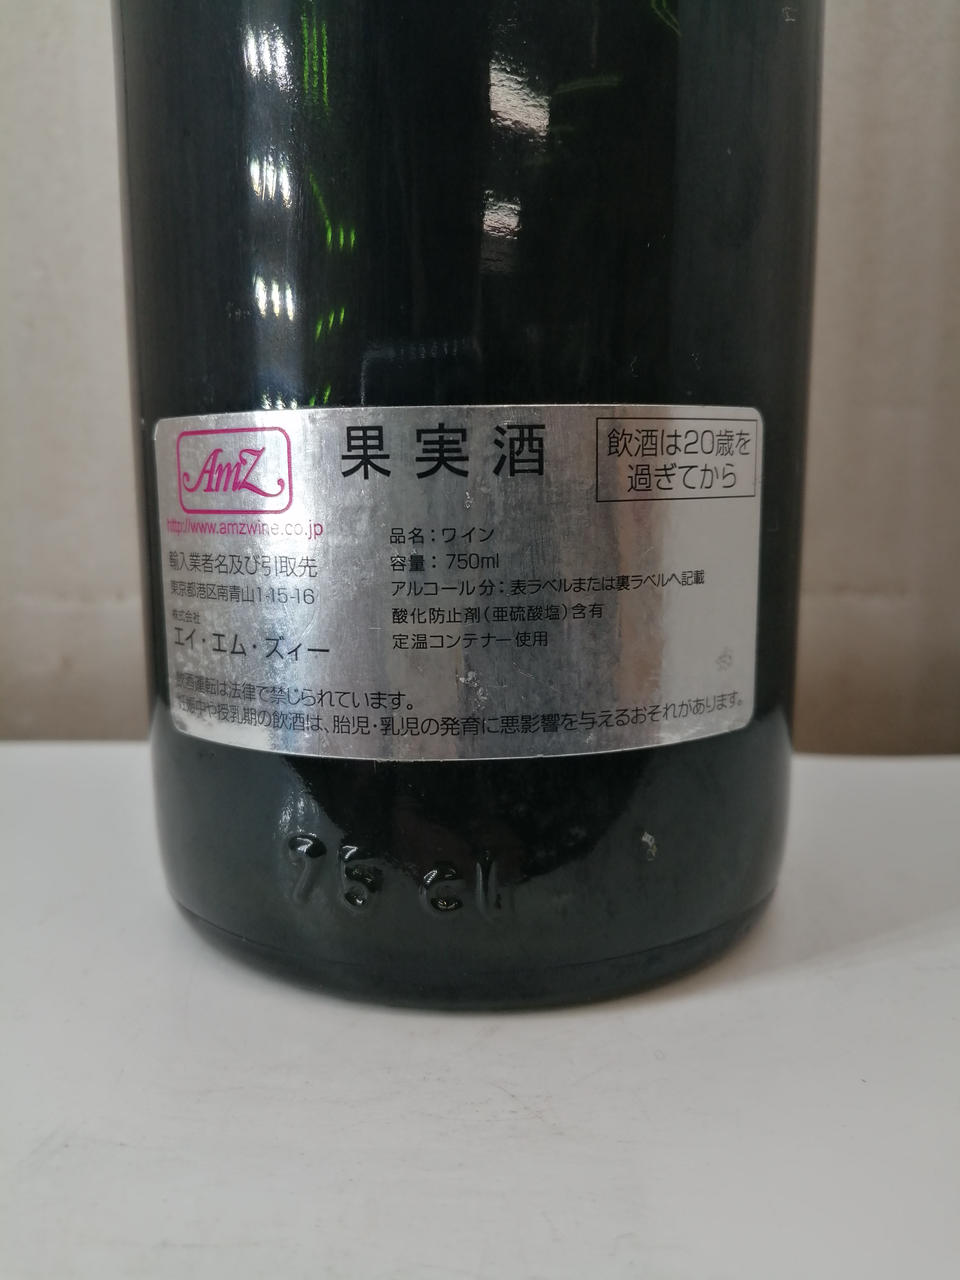 AmZ
果実酒
飲酒は20歳を
過ぎてから
http://www.amzwine.co.jp
輸入業者名及び引取先
東京都港区南青山1-15-16
株式会社
エイ・エム・ズィー
品名：ワイン
容量：750ml
アルコール分：表ラベルまたは裏ラベルへ記載
酸化防止剤(亜硫酸塩)含有
定温コンテナー使用
飲酒運転は法律で禁じられています。
妊娠中や授乳期の飲酒は、胎児・乳児の発育に悪影響を与えるおそれがあります。
75 cl